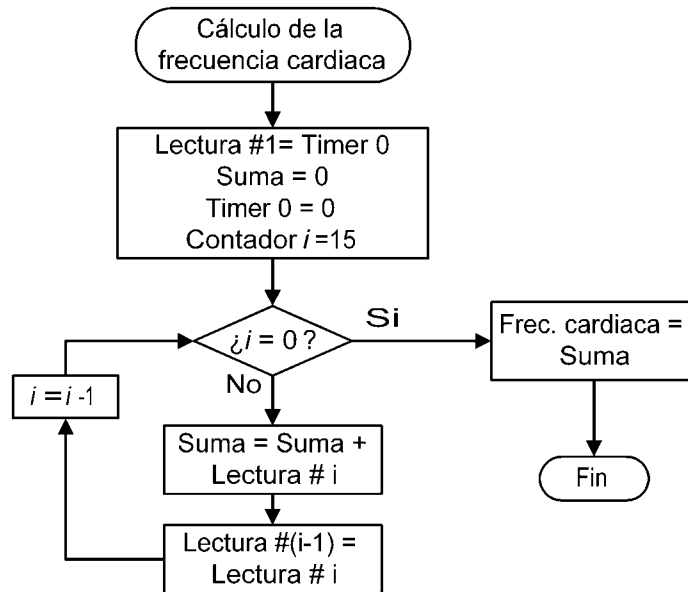 Cálculo de la
frecuencia cardiaca
Lectura #1= Timer 0
Suma = 0
Timer 0 = 0
Contador i =15
¿i = 0 ?
Si
Frec. cardiaca =
Suma
No
i = i -1
Suma = Suma +
Lectura # i
Fin
Lectura #(i-1) =
Lectura # i